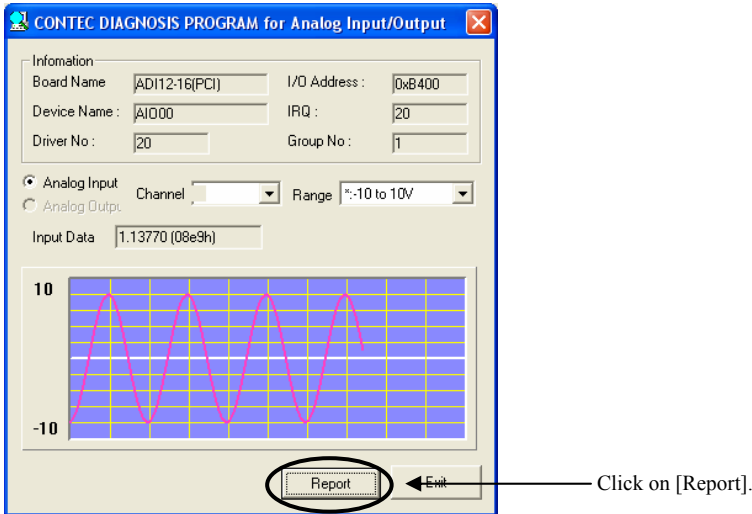 CONTEC DIAGNOSIS PROGRAM for Analog Input/Output
Infomation
Board Name ADI12-16(PCI) I/O Address : 0xB400
Device Name : AIO00 IRQ : 20
Driver No : 20 Group No : 1
Analog Input Channel Range *:-10 to 10V
Analog Outpu
Input Data 1.13770 (08e9h)
10
-10
Report Exit Click on [Report].